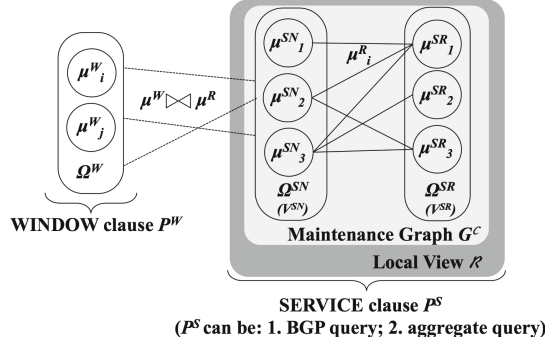 μ^W_i
μ^W_j
Ω^W
WINDOW clause P^W
μ^W ⋈ μ^R
μ^SN_1
μ^SN_2
μ^SN_3
Ω^SN
(V^SN)
μ^R_i
μ^SR_1
μ^SR_2
μ^SR_3
Ω^SR
(V^SR)
Maintenance Graph G^C
Local View R
SERVICE clause P^S
(P^S can be: 1. BGP query; 2. aggregate query)